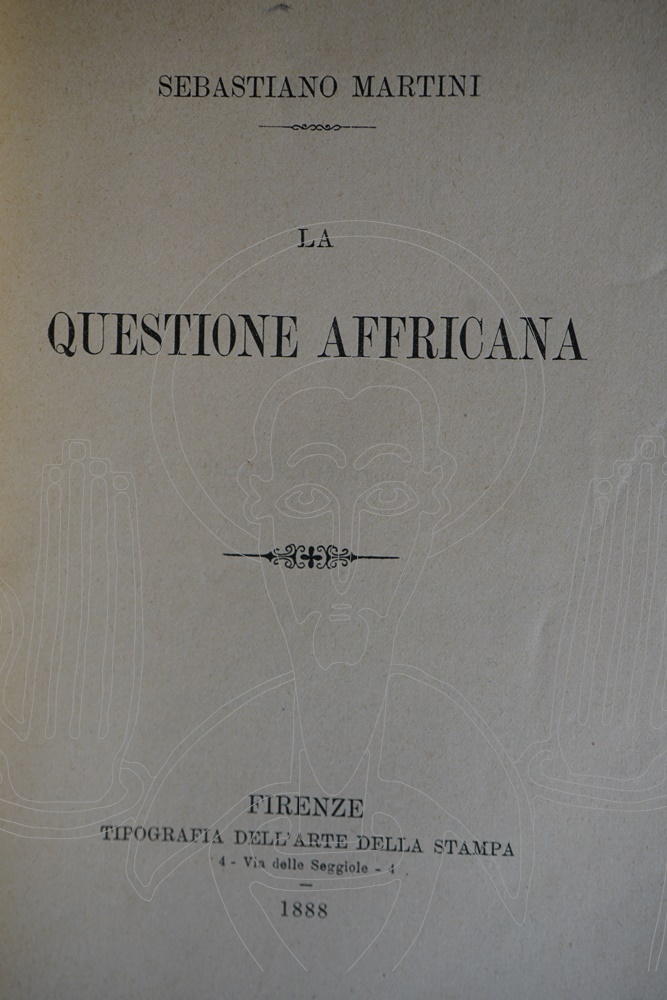 SEBASTIANO MARTINI
LA
QUESTIONE AFFRICANA
FIRENZE
TIPOGRAFIA DELL'ARTE DELLA STAMPA
4 - Via delle Seggiole - 4
1888